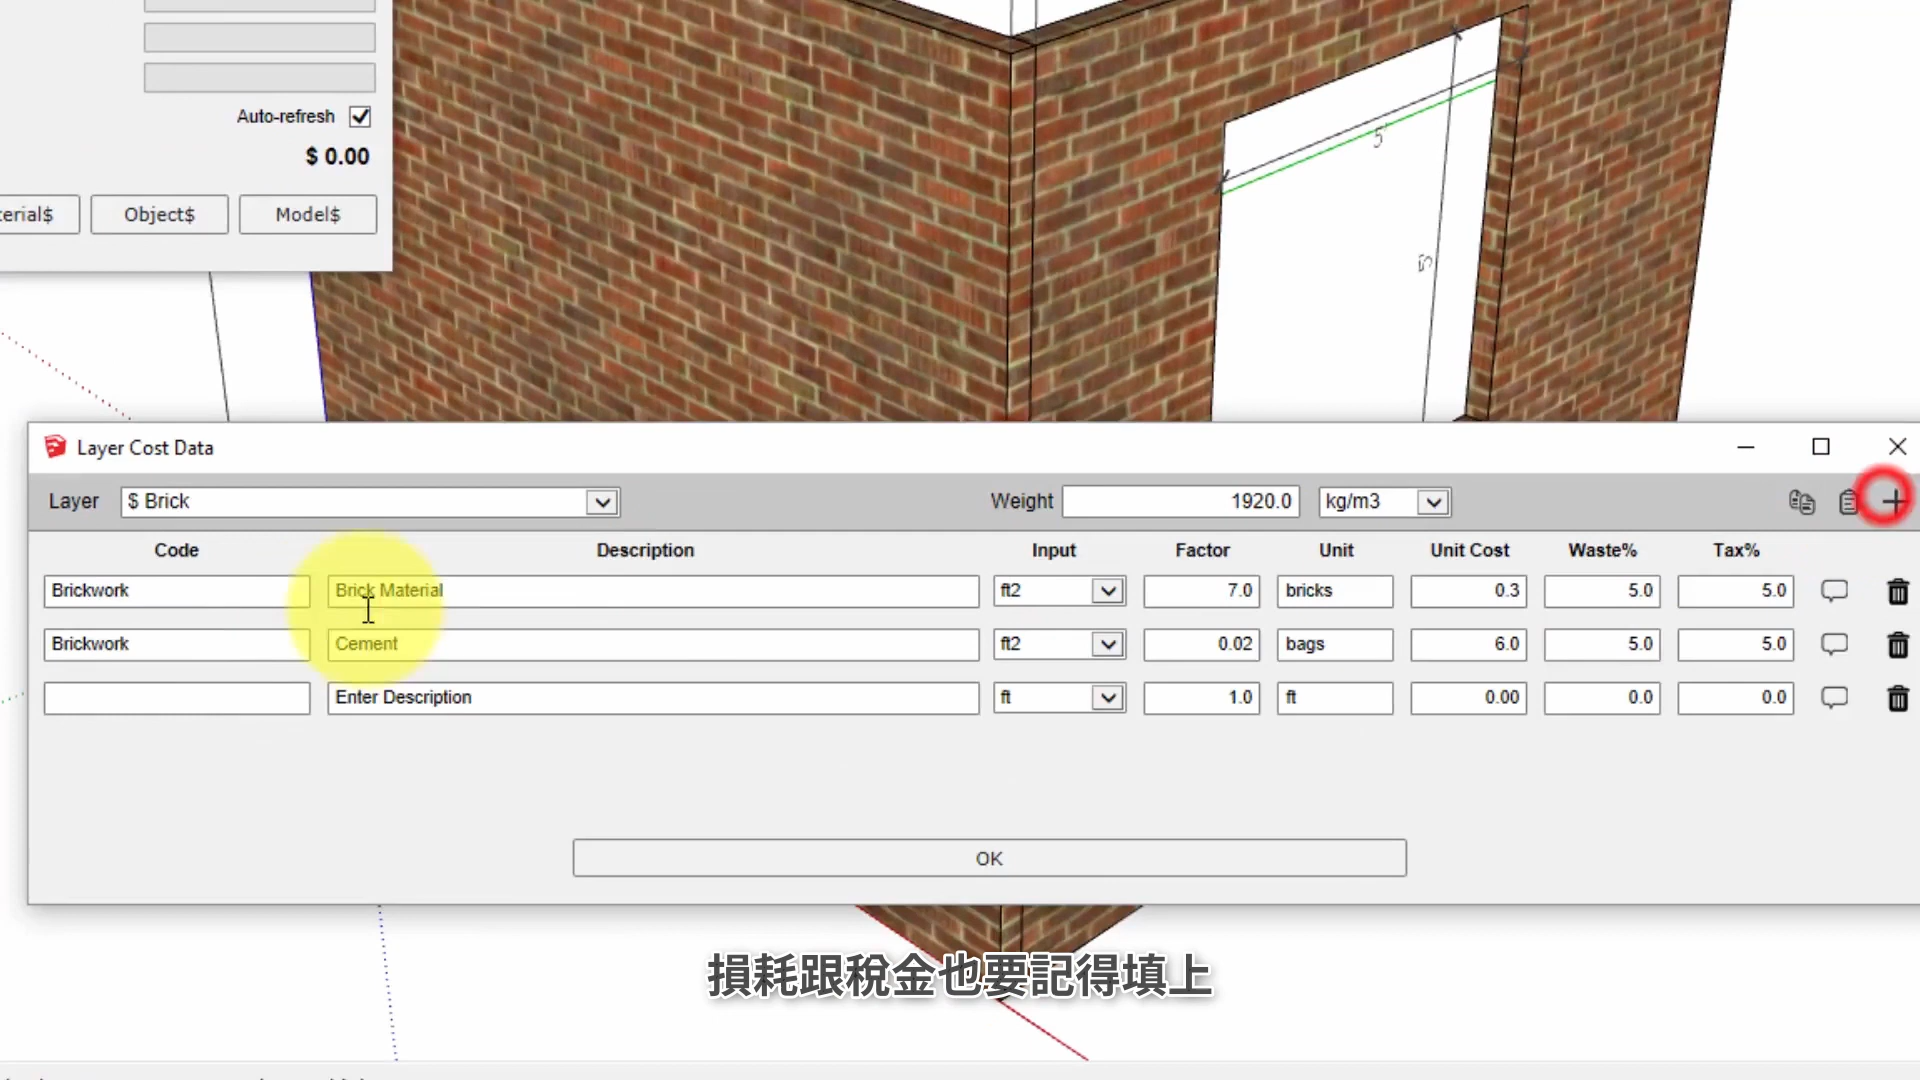 Auto-refresh
$ 0.00
erial$ Object$ Model$
5'
5'
Layer Cost Data
Layer $ Brick Weight 1920.0 kg/m3
Code Description Input Factor Unit Unit Cost Waste% Tax%
Brickwork Brick Material ft2 7.0 bricks 0.3 5.0 5.0
Brickwork Cement ft2 0.02 bags 6.0 5.0 5.0
Enter Description ft 1.0 ft 0.00 0.0 0.0
OK
損耗跟稅金也要記得填上